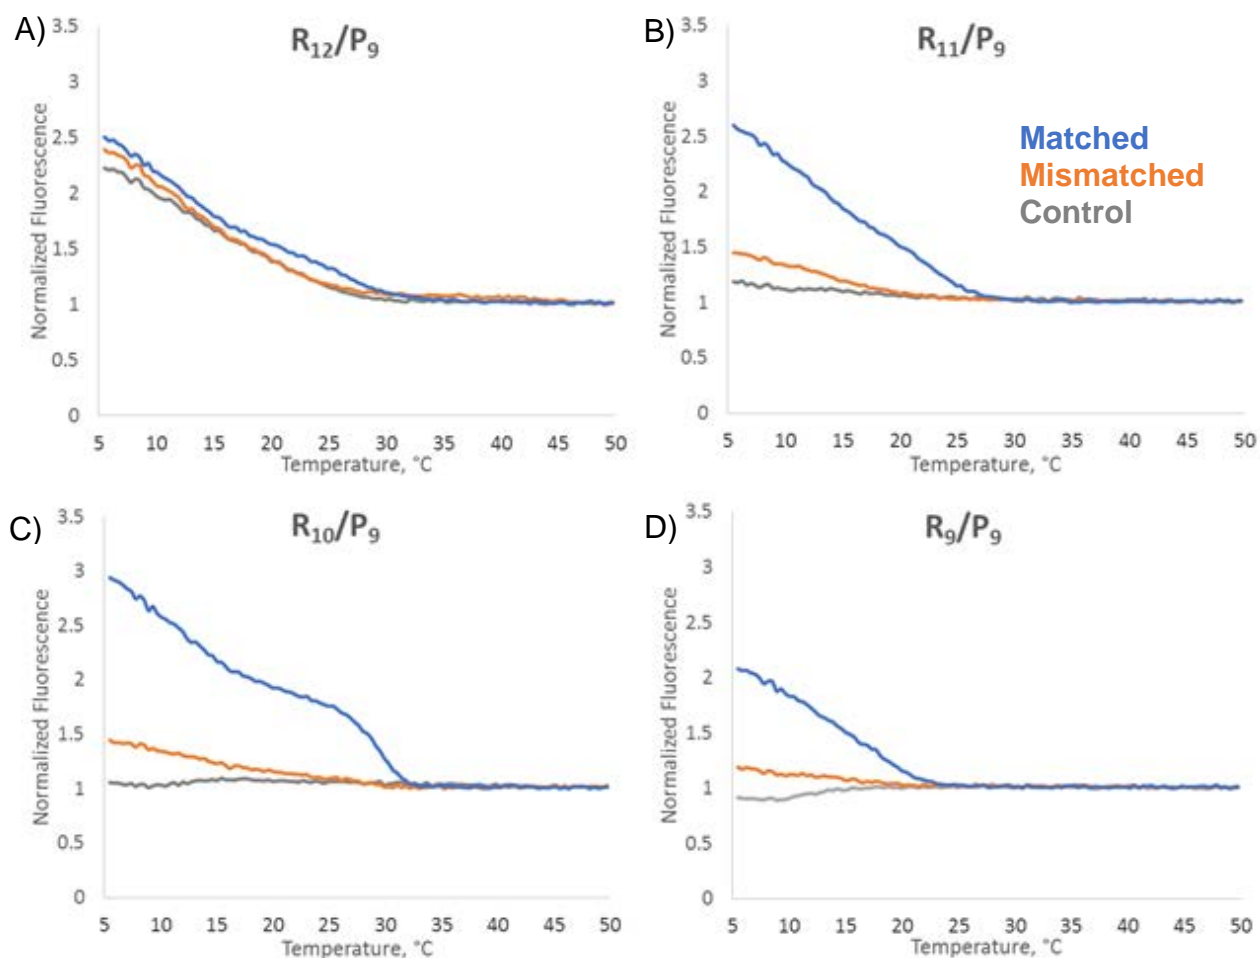 A)
R₁₂/P₉
Normalized Fluorescence
3.5
3
2.5
2
1.5
1
0.5
0
5 10 15 20 25 30 35 40 45 50
Temperature, °C
B)
R₁₁/P₉
Matched
Mismatched
Control
Normalized Fluorescence
3.5
3
2.5
2
1.5
1
0.5
0
5 10 15 20 25 30 35 40 45 50
Temperature, °C
C)
R₁₀/P₉
Normalized Fluorescence
3.5
3
2.5
2
1.5
1
0.5
0
5 10 15 20 25 30 35 40 45 50
Temperature, °C
D)
R₉/P₉
Normalized Fluorescence
3.5
3
2.5
2
1.5
1
0.5
0
5 10 15 20 25 30 35 40 45 50
Temperature, °C